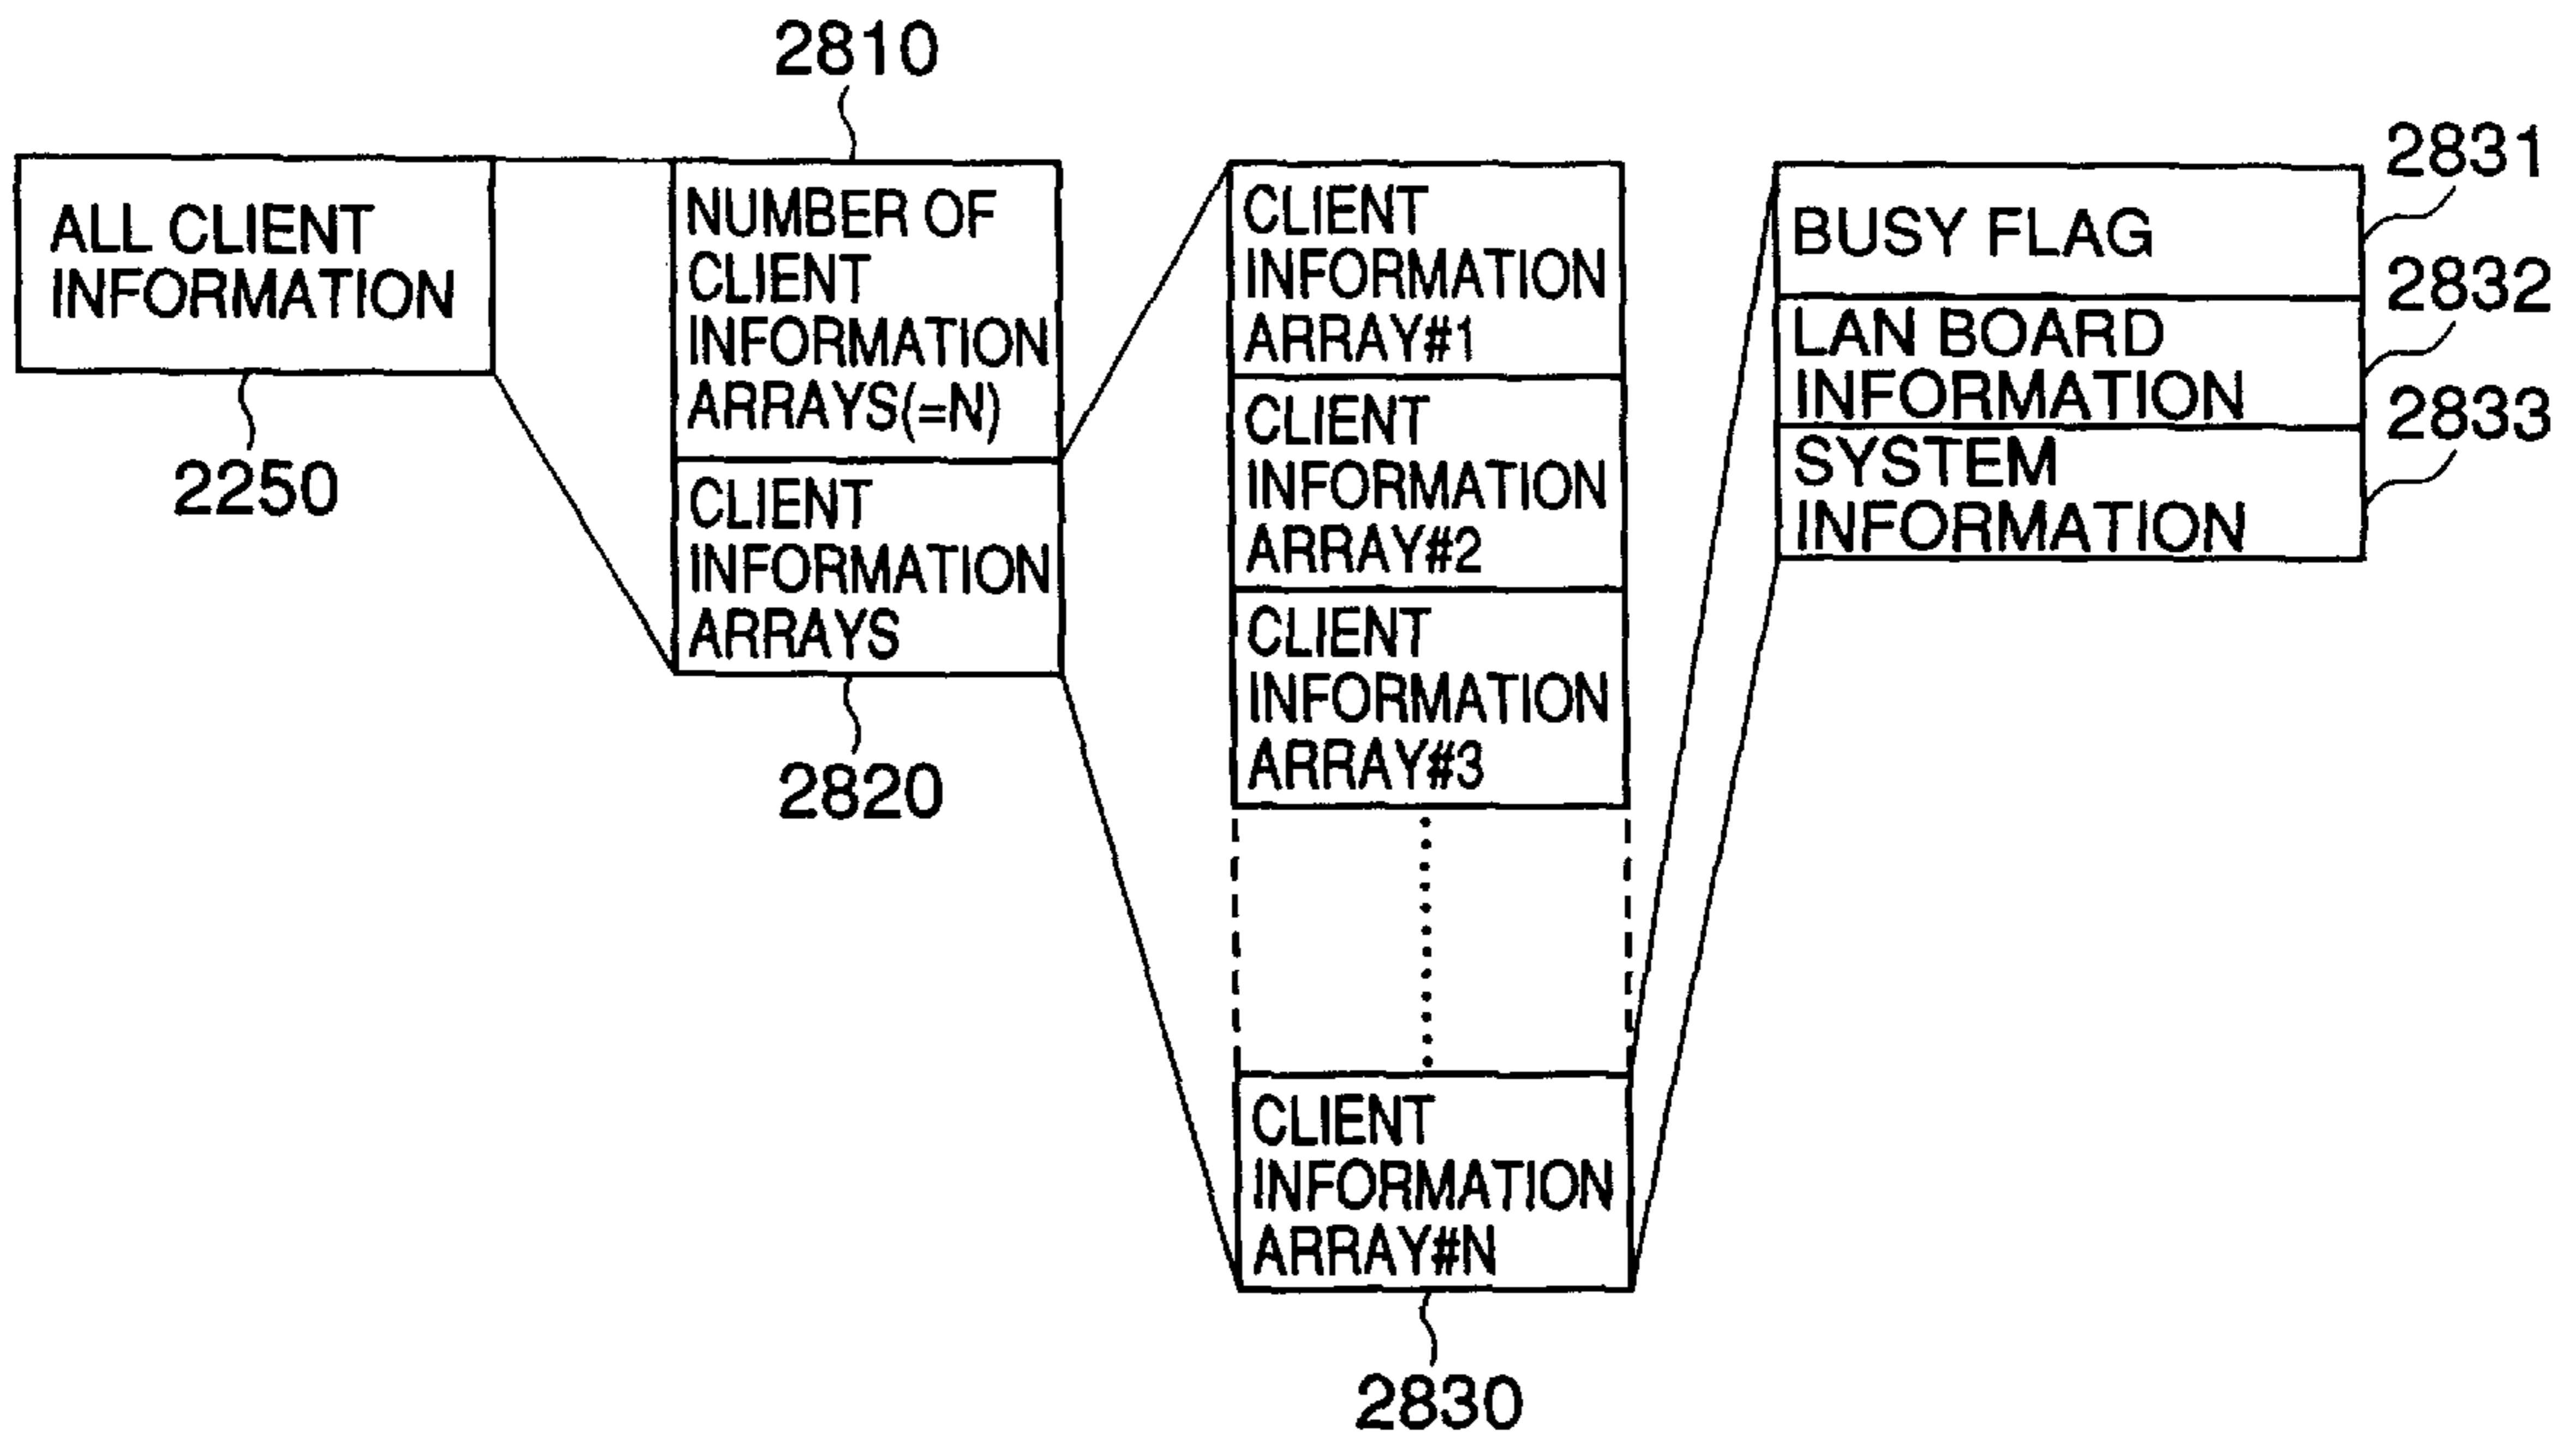 2810
ALL CLIENT
INFORMATION
2250
NUMBER OF
CLIENT
INFORMATION
ARRAYS(=N)
CLIENT
INFORMATION
ARRAYS
2820
CLIENT
INFORMATION
ARRAY#1
CLIENT
INFORMATION
ARRAY#2
CLIENT
INFORMATION
ARRAY#3
CLIENT
INFORMATION
ARRAY#N
2830
BUSY FLAG
2831
LAN BOARD
INFORMATION
2832
SYSTEM
INFORMATION
2833